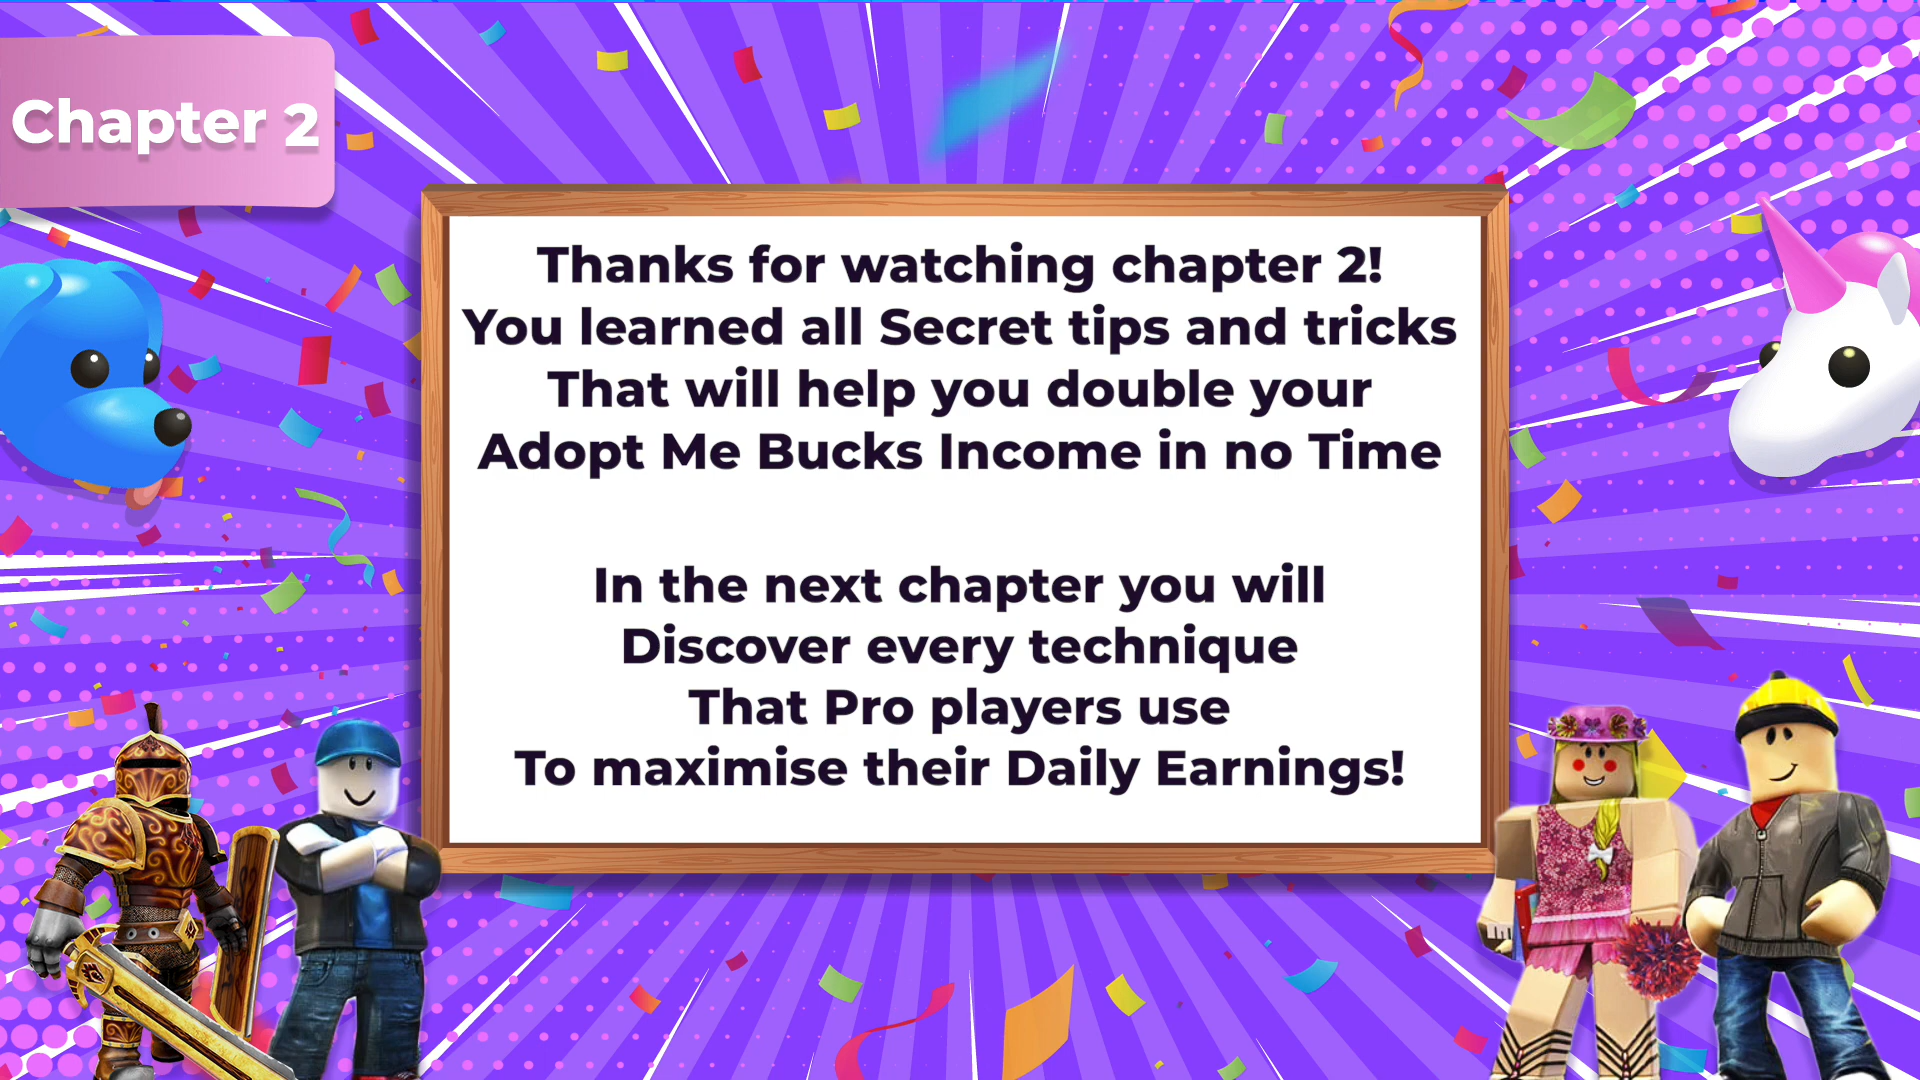 Chapter 2
Thanks for watching chapter 2!
You learned all Secret tips and tricks
That will help you double your
Adopt Me Bucks Income in no Time
In the next chapter you will
Discover every technique
That Pro players use
To maximise their Daily Earnings!